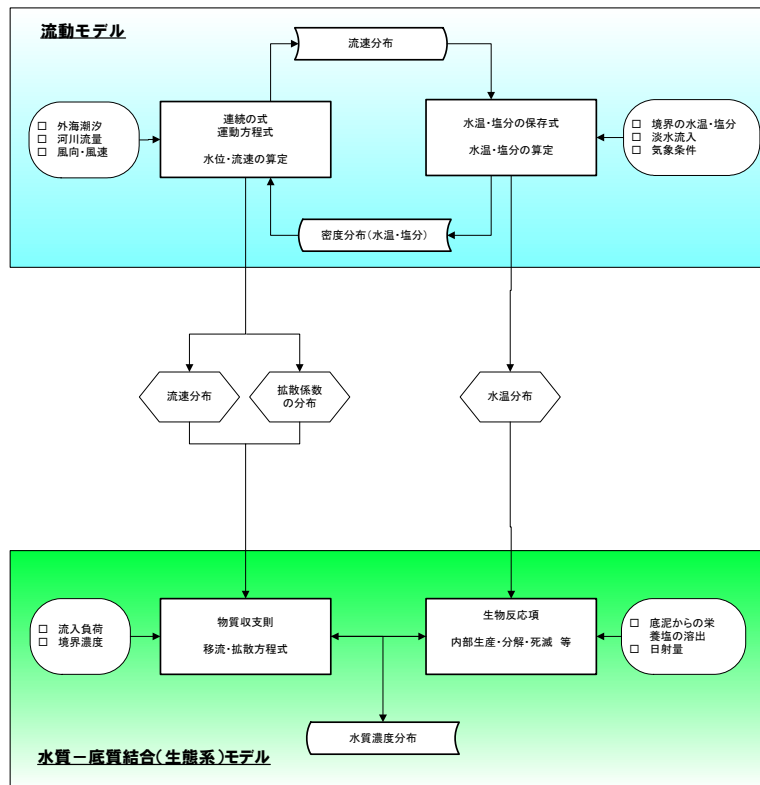 流動モデル
流速分布
□ 外海潮汐
□ 河川流量
□ 風向・風速
連続の式
運動方程式
水位・流速の算定
水温・塩分の保存式
水温・塩分の算定
□ 境界の水温・塩分
□ 淡水流入
□ 気象条件
密度分布(水温・塩分)
流速分布
拡散係数
の分布
水温分布
□ 流入負荷
□ 境界濃度
物質収支則
移流・拡散方程式
生物反応項
内部生産・分解・死滅 等
□ 底泥からの栄
養塩の溶出
□ 日射量
水質濃度分布
水質－底質結合(生態系)モデル